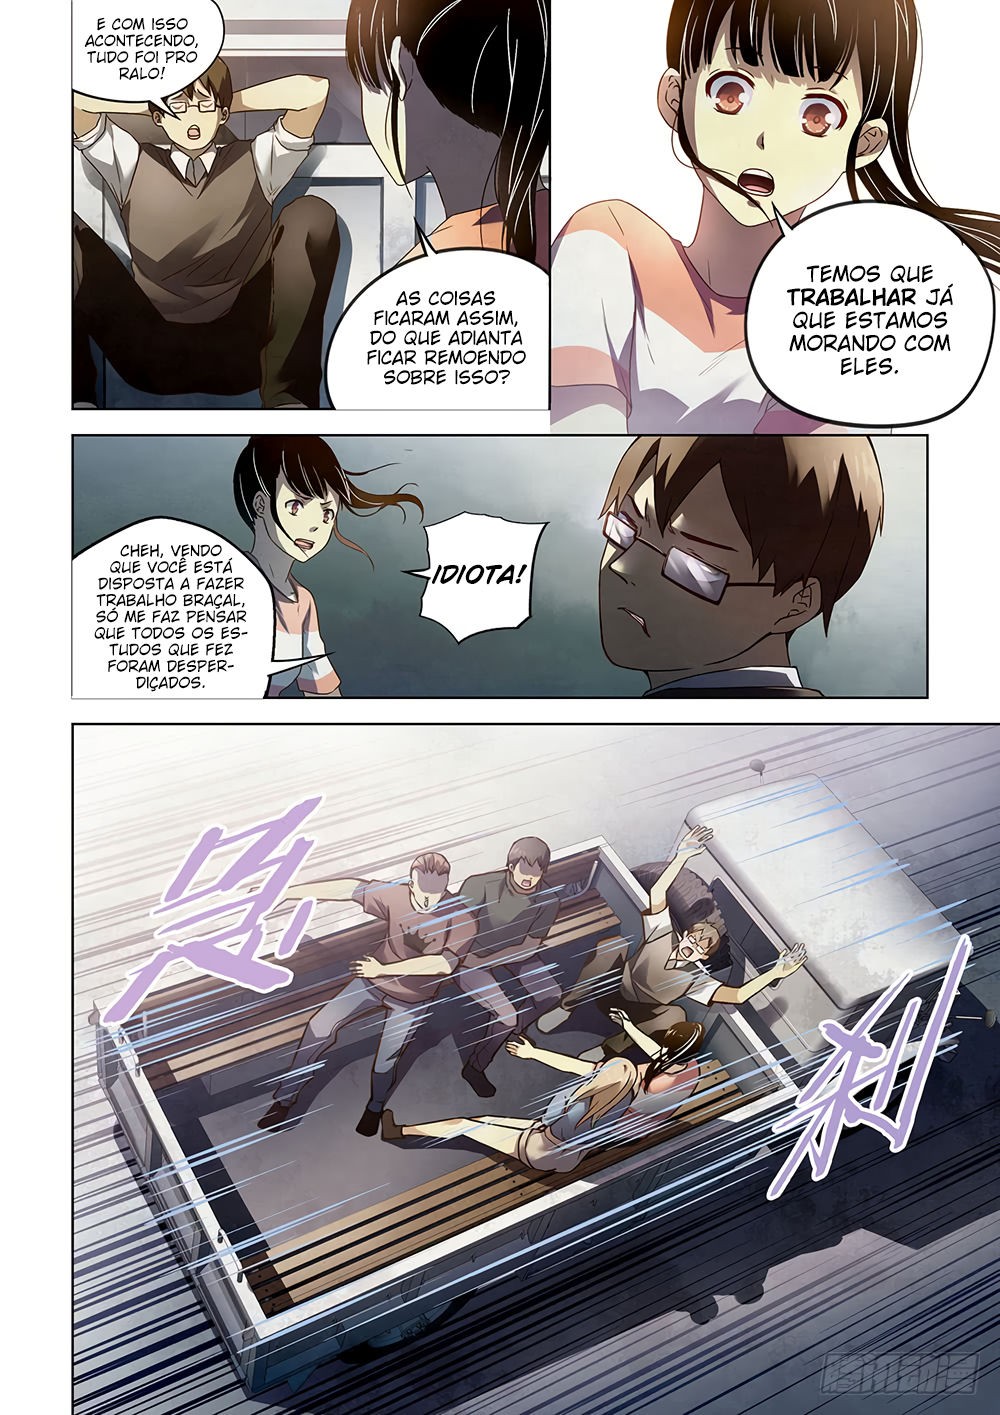 E COM ISSO
ACONTECENDO,
TUDO FOI PRO
RALO!
AS COISAS
FICARAM ASSIM,
DO QUE ADIANTA
FICAR REMOENDO
SOBRE ISSO?
TEMOS QUE
TRABALHAR JÁ
QUE ESTAMOS
MORANDO COM
ELES.
CHEH, VENDO
QUE VOCÊ ESTÁ
DISPOSTA A FAZER
TRABALHO BRAÇAL,
SÓ ME FAZ PENSAR
QUE TODOS OS ES-
TUDOS QUE FEZ
FORAM DESPER-
DIÇADOS.
IDIOTA!